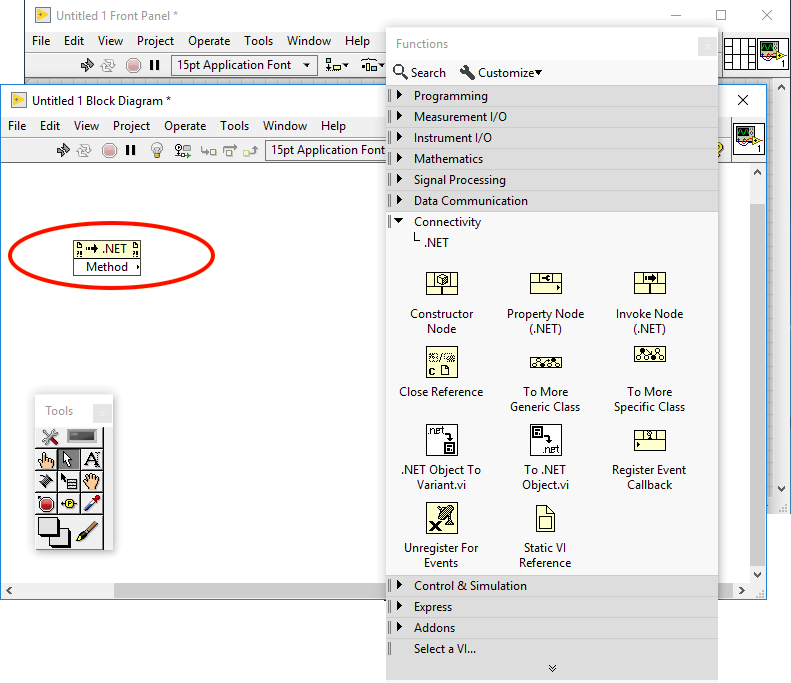 Untitled 1 Front Panel *
File Edit View Project Operate Tools Window Help
15pt Application Font
1
Untitled 1 Block Diagram *
File Edit View Project Operate Tools Window Help
15pt Application Font
1
.NET
Method
Tools
Functions
Search Customize
Programming
Measurement I/O
Instrument I/O
Mathematics
Signal Processing
Data Communication
Connectivity
.NET
Constructor Node
Property Node (.NET)
Invoke Node (.NET)
Close Reference
To More Generic Class
To More Specific Class
.NET Object To Variant.vi
To .NET Object.vi
Register Event Callback
Unregister For Events
Static VI Reference
Control & Simulation
Express
Addons
Select a VI...